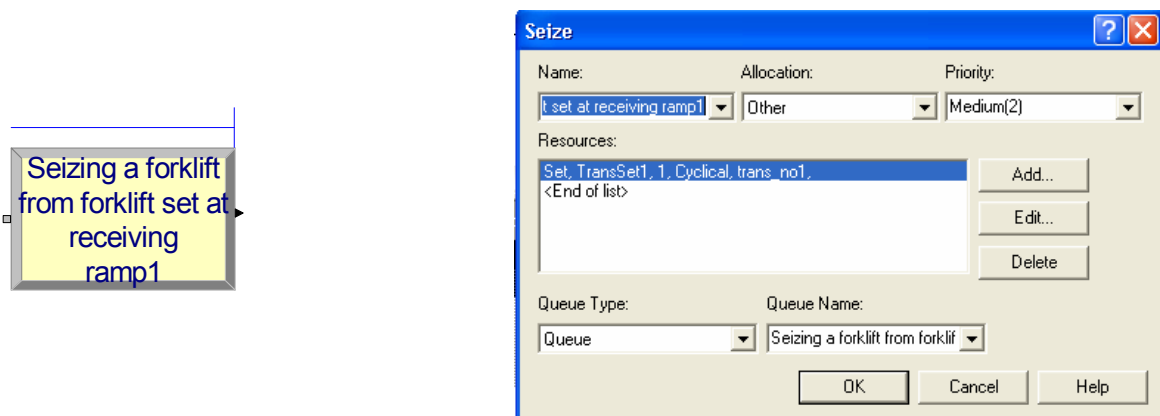 Seizing a forklift
from forklift set at
receiving
ramp1
Seize
Name: Allocation: Priority:
t set at receiving ramp1 Other Medium(2)
Resources:
Set, TransSet1, 1, Cyclical, trans_no1,
<End of list>
Add...
Edit...
Delete
Queue Type: Queue Name:
Queue Seizing a forklift from forklif
OK Cancel Help